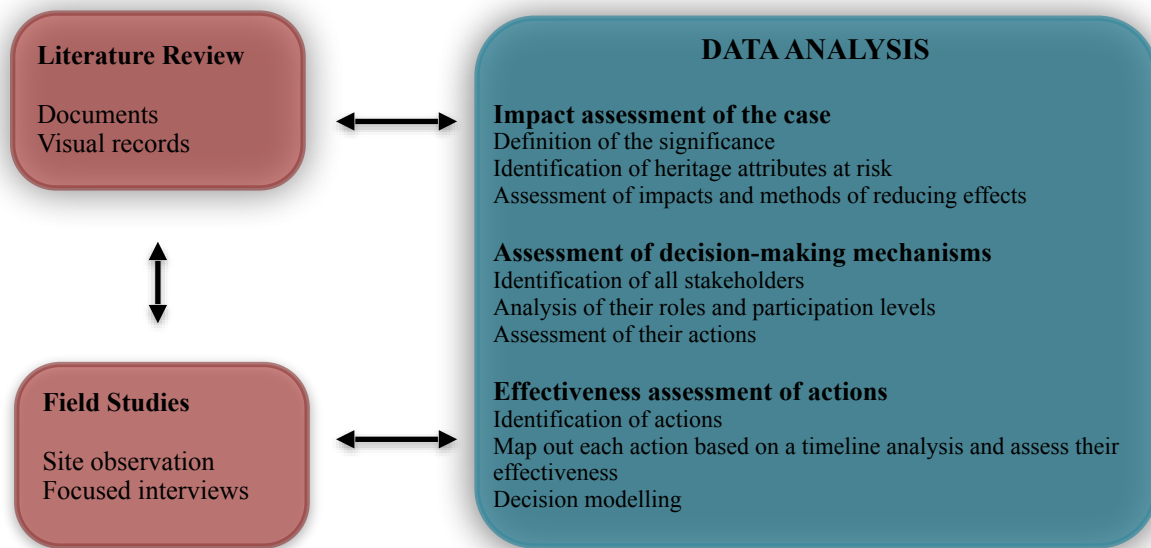 Literature Review
Documents
Visual records
Field Studies
Site observation
Focused interviews
DATA ANALYSIS
Impact assessment of the case
Definition of the significance
Identification of heritage attributes at risk
Assessment of impacts and methods of reducing effects
Assessment of decision-making mechanisms
Identification of all stakeholders
Analysis of their roles and participation levels
Assessment of their actions
Effectiveness assessment of actions
Identification of actions
Map out each action based on a timeline analysis and assess their
effectiveness
Decision modelling